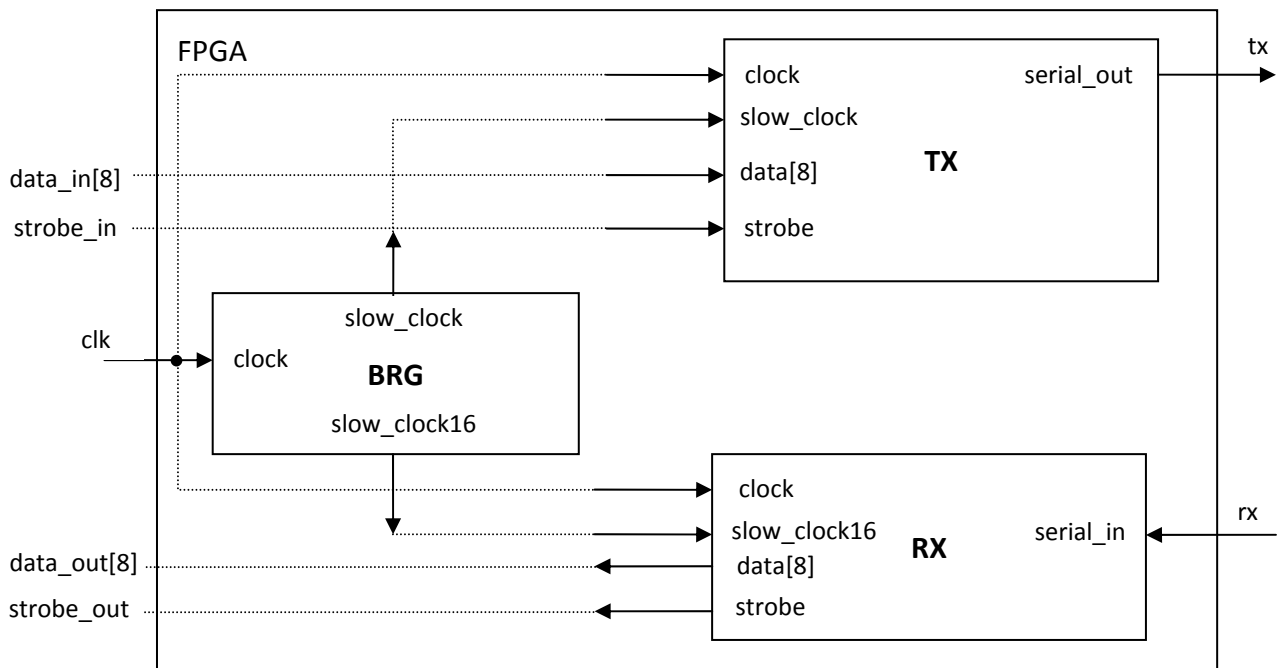 FPGA
tx
clock
serial_out
slow_clock
data_in[8]
data[8]
TX
strobe_in
strobe
slow_clock
clk
clock
BRG
slow_clock16
clock
rx
slow_clock16
RX
serial_in
data_out[8]
data[8]
strobe_out
strobe